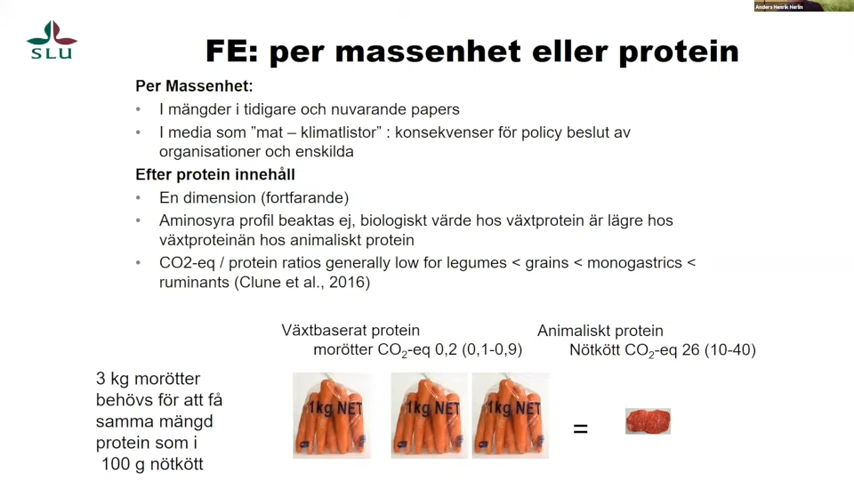 Anders Henrik Herlin
SLU
FE: per massenhet eller protein
Per Massenhet:
• I mängder i tidigare och nuvarande papers
• I media som ”mat – klimatlistor” : konsekvenser för policy beslut av
organisationer och enskilda
Efter protein innehåll
• En dimension (fortfarande)
• Aminosyra profil beaktas ej, biologiskt värde hos växtprotein är lägre hos
växtproteinän hos animaliskt protein
• CO2-eq / protein ratios generally low for legumes < grains < monogastrics <
ruminants (Clune et al., 2016)
Växtbaserat protein
morötter CO₂-eq 0,2 (0,1-0,9)
Animaliskt protein
Nötkött CO₂-eq 26 (10-40)
3 kg morötter
behövs för att få
samma mängd
protein som i
100 g nötkött
1kg NET
1kg NET
1kg NET
=